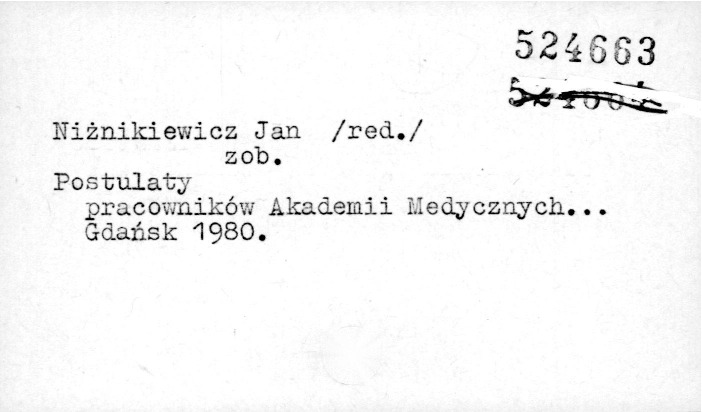 524663
Niżnikiewicz Jan /red./
zob.
Postulaty
pracowników Akademii Medycznych...
Gdańsk 1980.